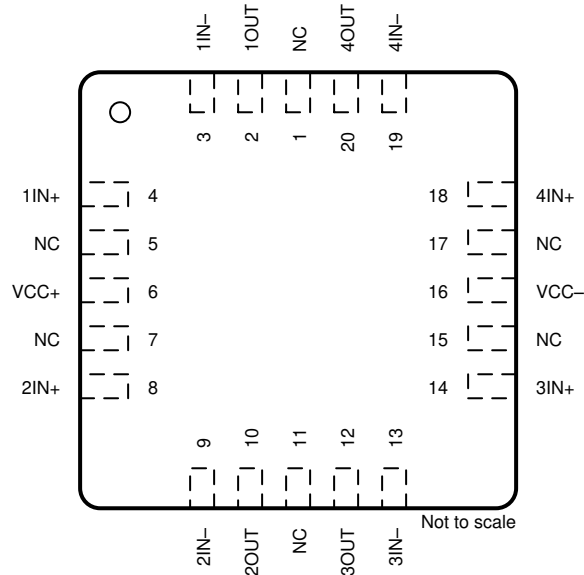 1IN–
1OUT
NC
4OUT
4IN–
3
2
1
20
19
1IN+
4
18
4IN+
NC
5
17
NC
VCC+
6
16
VCC–
NC
7
15
NC
2IN+
8
14
3IN+
9
10
11
12
13
Not to scale
2IN–
2OUT
NC
3OUT
3IN–